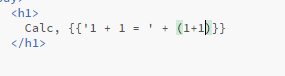 <h1>
Calc, {{'1 + 1 = ' + (1+1)}}
</h1>